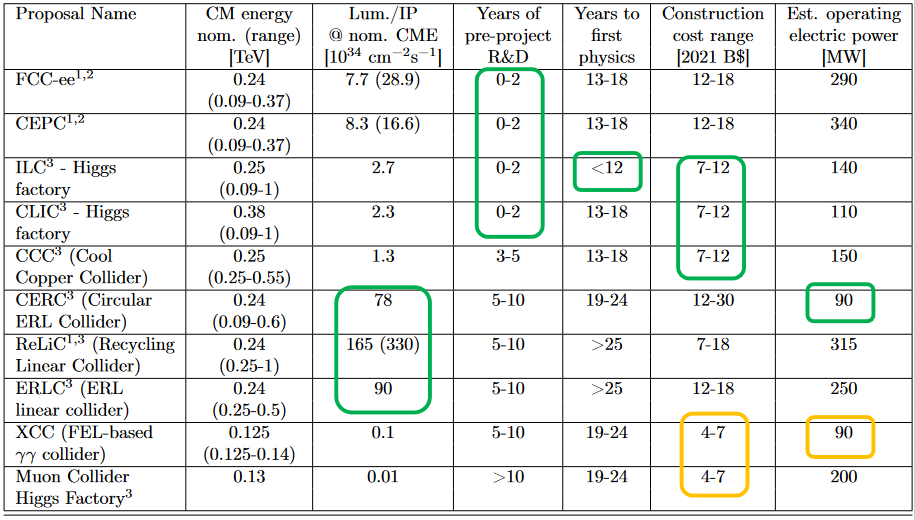 Proposal Name CM energy Lum./IP Years of Years to Construction Est. operating
nom. (range) @ nom. CME pre-project first cost range electric power
[TeV] [10³⁴ cm⁻²s⁻¹] R&D physics [2021 B$] [MW]
FCC-ee¹,² 0.24 7.7 (28.9) 0-2 13-18 12-18 290
(0.09-0.37)
CEPC¹,² 0.24 8.3 (16.6) 0-2 13-18 12-18 340
(0.09-0.37)
ILC³ - Higgs 0.25 2.7 0-2 <12 7-12 140
factory (0.09-1)
CLIC³ - Higgs 0.38 2.3 0-2 13-18 7-12 110
factory (0.09-1)
CCC³ (Cool 0.25 1.3 3-5 13-18 7-12 150
Copper Collider) (0.25-0.55)
CERC³ (Circular 0.24 78 5-10 19-24 12-30 90
ERL Collider) (0.09-0.6)
ReLiC¹,³ (Recycling 0.24 165 (330) 5-10 >25 7-18 315
Linear Collider) (0.25-1)
ERLC³ (ERL 0.24 90 5-10 >25 12-18 250
linear collider) (0.25-0.5)
XCC (FEL-based 0.125 0.1 5-10 19-24 4-7 90
γγ collider) (0.125-0.14)
Muon Collider 0.13 0.01 >10 19-24 4-7 200
Higgs Factory³